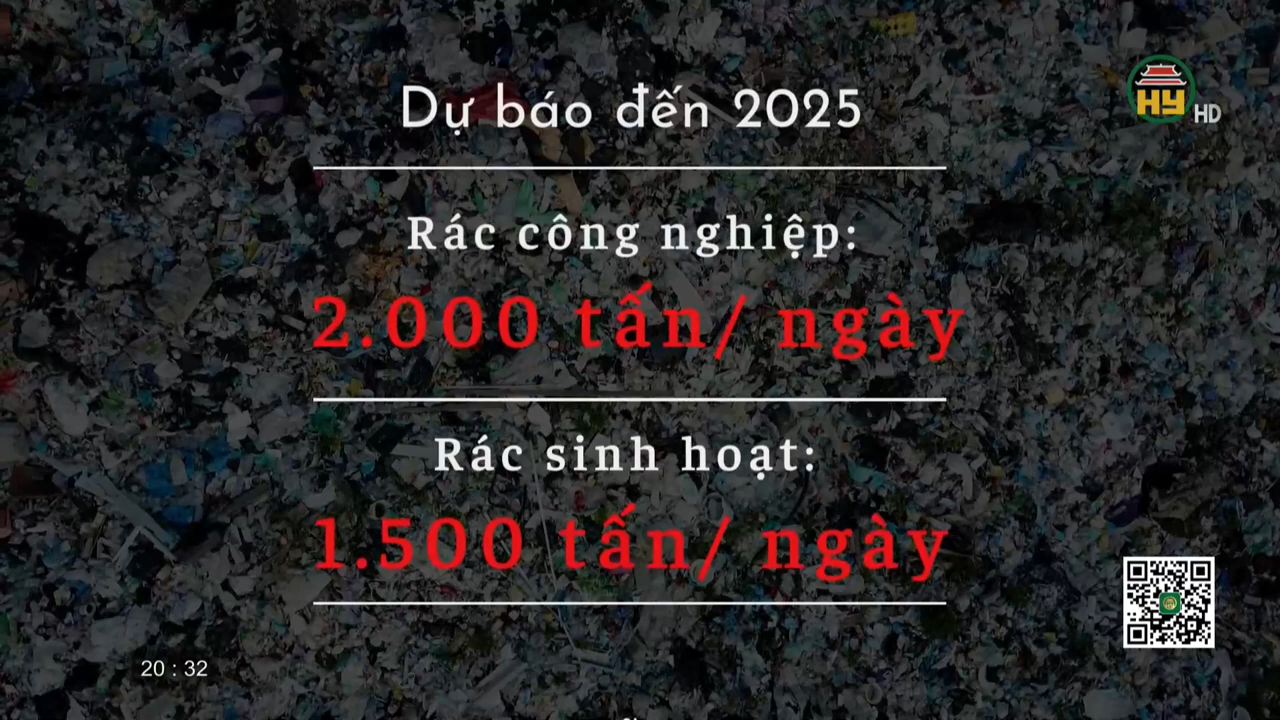 Dự báo đến 2025
HY HD
Rác công nghiệp:
2.000 tấn/ ngày
Rác sinh hoạt:
1.500 tấn/ ngày
20 : 32